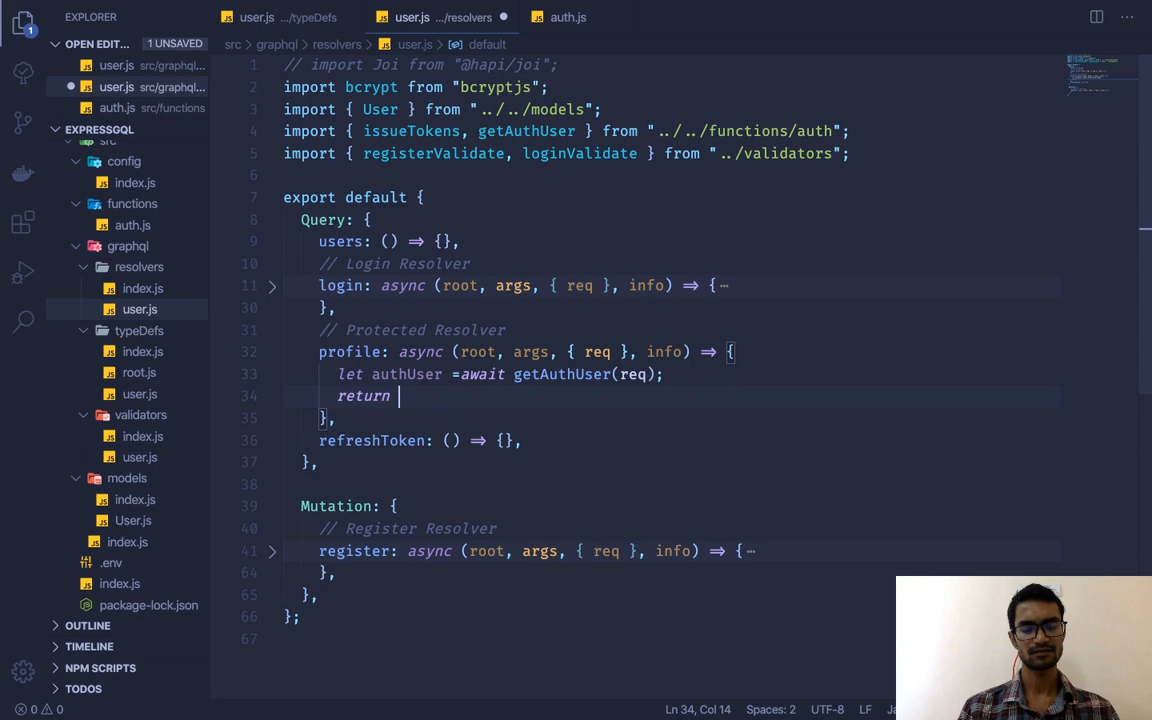 EXPLORER
user.js .../typeDefs
user.js .../resolvers
auth.js
1
OPEN EDIT... 1 UNSAVED
user.js src/graphql...
user.js src/graphql...
auth.js src/functions
EXPRESSGQL
src
config
index.js
functions
auth.js
graphql
resolvers
index.js
user.js
typeDefs
index.js
root.js
user.js
validators
index.js
user.js
models
index.js
User.js
index.js
.env
index.js
package-lock.json
OUTLINE
TIMELINE
NPM SCRIPTS
TODOS
src > graphql > resolvers > user.js > default
1 // import Joi from "@hapi/joi";
2 import bcrypt from "bcryptjs";
3 import { User } from "../../models";
4 import { issueTokens, getAuthUser } from "../../functions/auth";
5 import { registerValidate, loginValidate } from "../validators";
6
7 export default {
8 Query: {
9 users: () => {},
10 // Login Resolver
11 login: async (root, args, { req }, info) => {…
30 },
31 // Protected Resolver
32 profile: async (root, args, { req }, info) => {
33 let authUser =await getAuthUser(req);
34 return
35 },
36 refreshToken: () => {},
37 },
38
39 Mutation: {
40 // Register Resolver
41 register: async (root, args, { req }, info) => {…
64 },
65 },
66 };
67
0 0
Ln 34, Col 14 Spaces: 2 UTF-8 LF